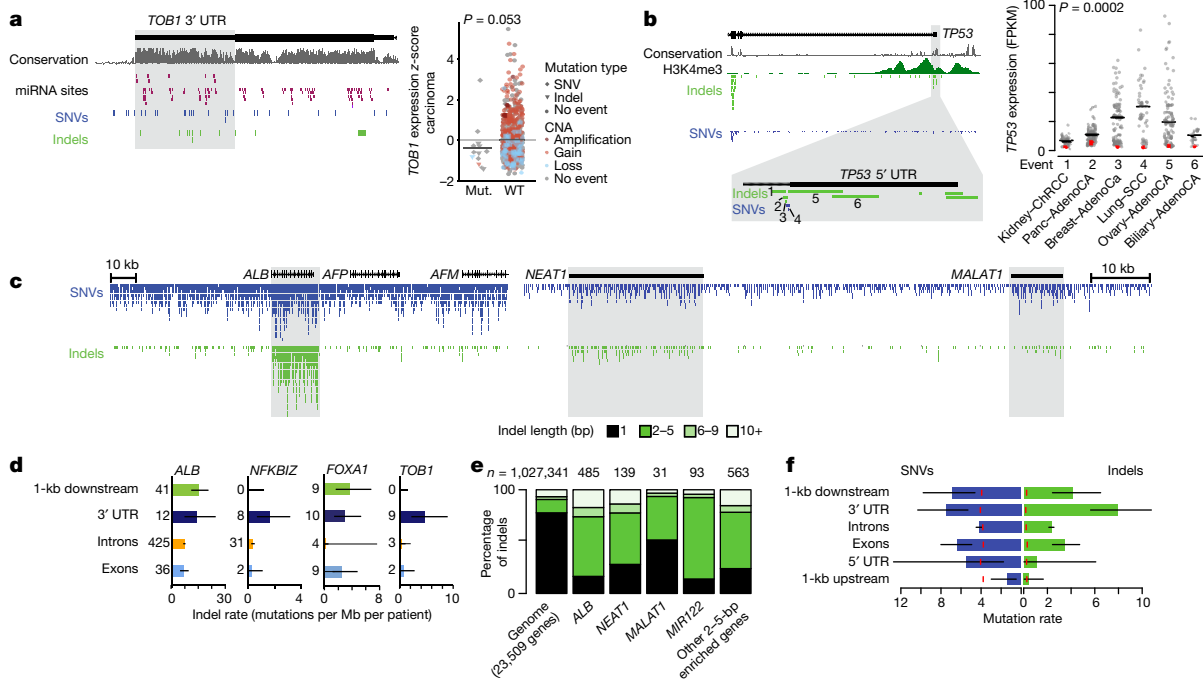 a
TOB1 3′ UTR
Conservation
miRNA sites
SNVs
Indels
P = 0.053
TOB1 expression z-score
carcinoma
4
2
0
−2
Mut. WT
Mutation type
SNV
Indel
No event
CNA
Amplification
Gain
Loss
No event
b
TP53
Conservation
H3K4me3
Indels
SNVs
TP53 5′ UTR
Indels
1
5
6
2
SNVs
3 4
P = 0.0002
TP53 expression (FPKM)
80
0
Event 1 2 3 4 5 6
Kidney–ChRCC
Panc–AdenoCA
Breast–AdenoCa
Lung–SCC
Ovary–AdenoCA
Biliary–AdenoCA
c
10 kb
ALB AFP AFM NEAT1 MALAT1
10 kb
SNVs
Indels
Indel length (bp) 1 2–5 6–9 10+
d
ALB NFKBIZ FOXA1 TOB1
1-kb downstream 41 0 9 0
3′ UTR 12 8 10 9
Introns 425 31 4 3
Exons 36 2 9 2
0 30 0 4 0 8 0 10
Indel rate (mutations per Mb per patient)
e
n = 1,027,341 485 139 31 93 563
100
0
Percentage
of indels
Genome
(23,509 genes)
ALB
NEAT1
MALAT1
MIR122
Other 2–5-bp
enriched genes
f
SNVs Indels
1-kb downstream
3′ UTR
Introns
Exons
5′ UTR
1-kb upstream
12 8 4 0 0 2 6 10
Mutation rate